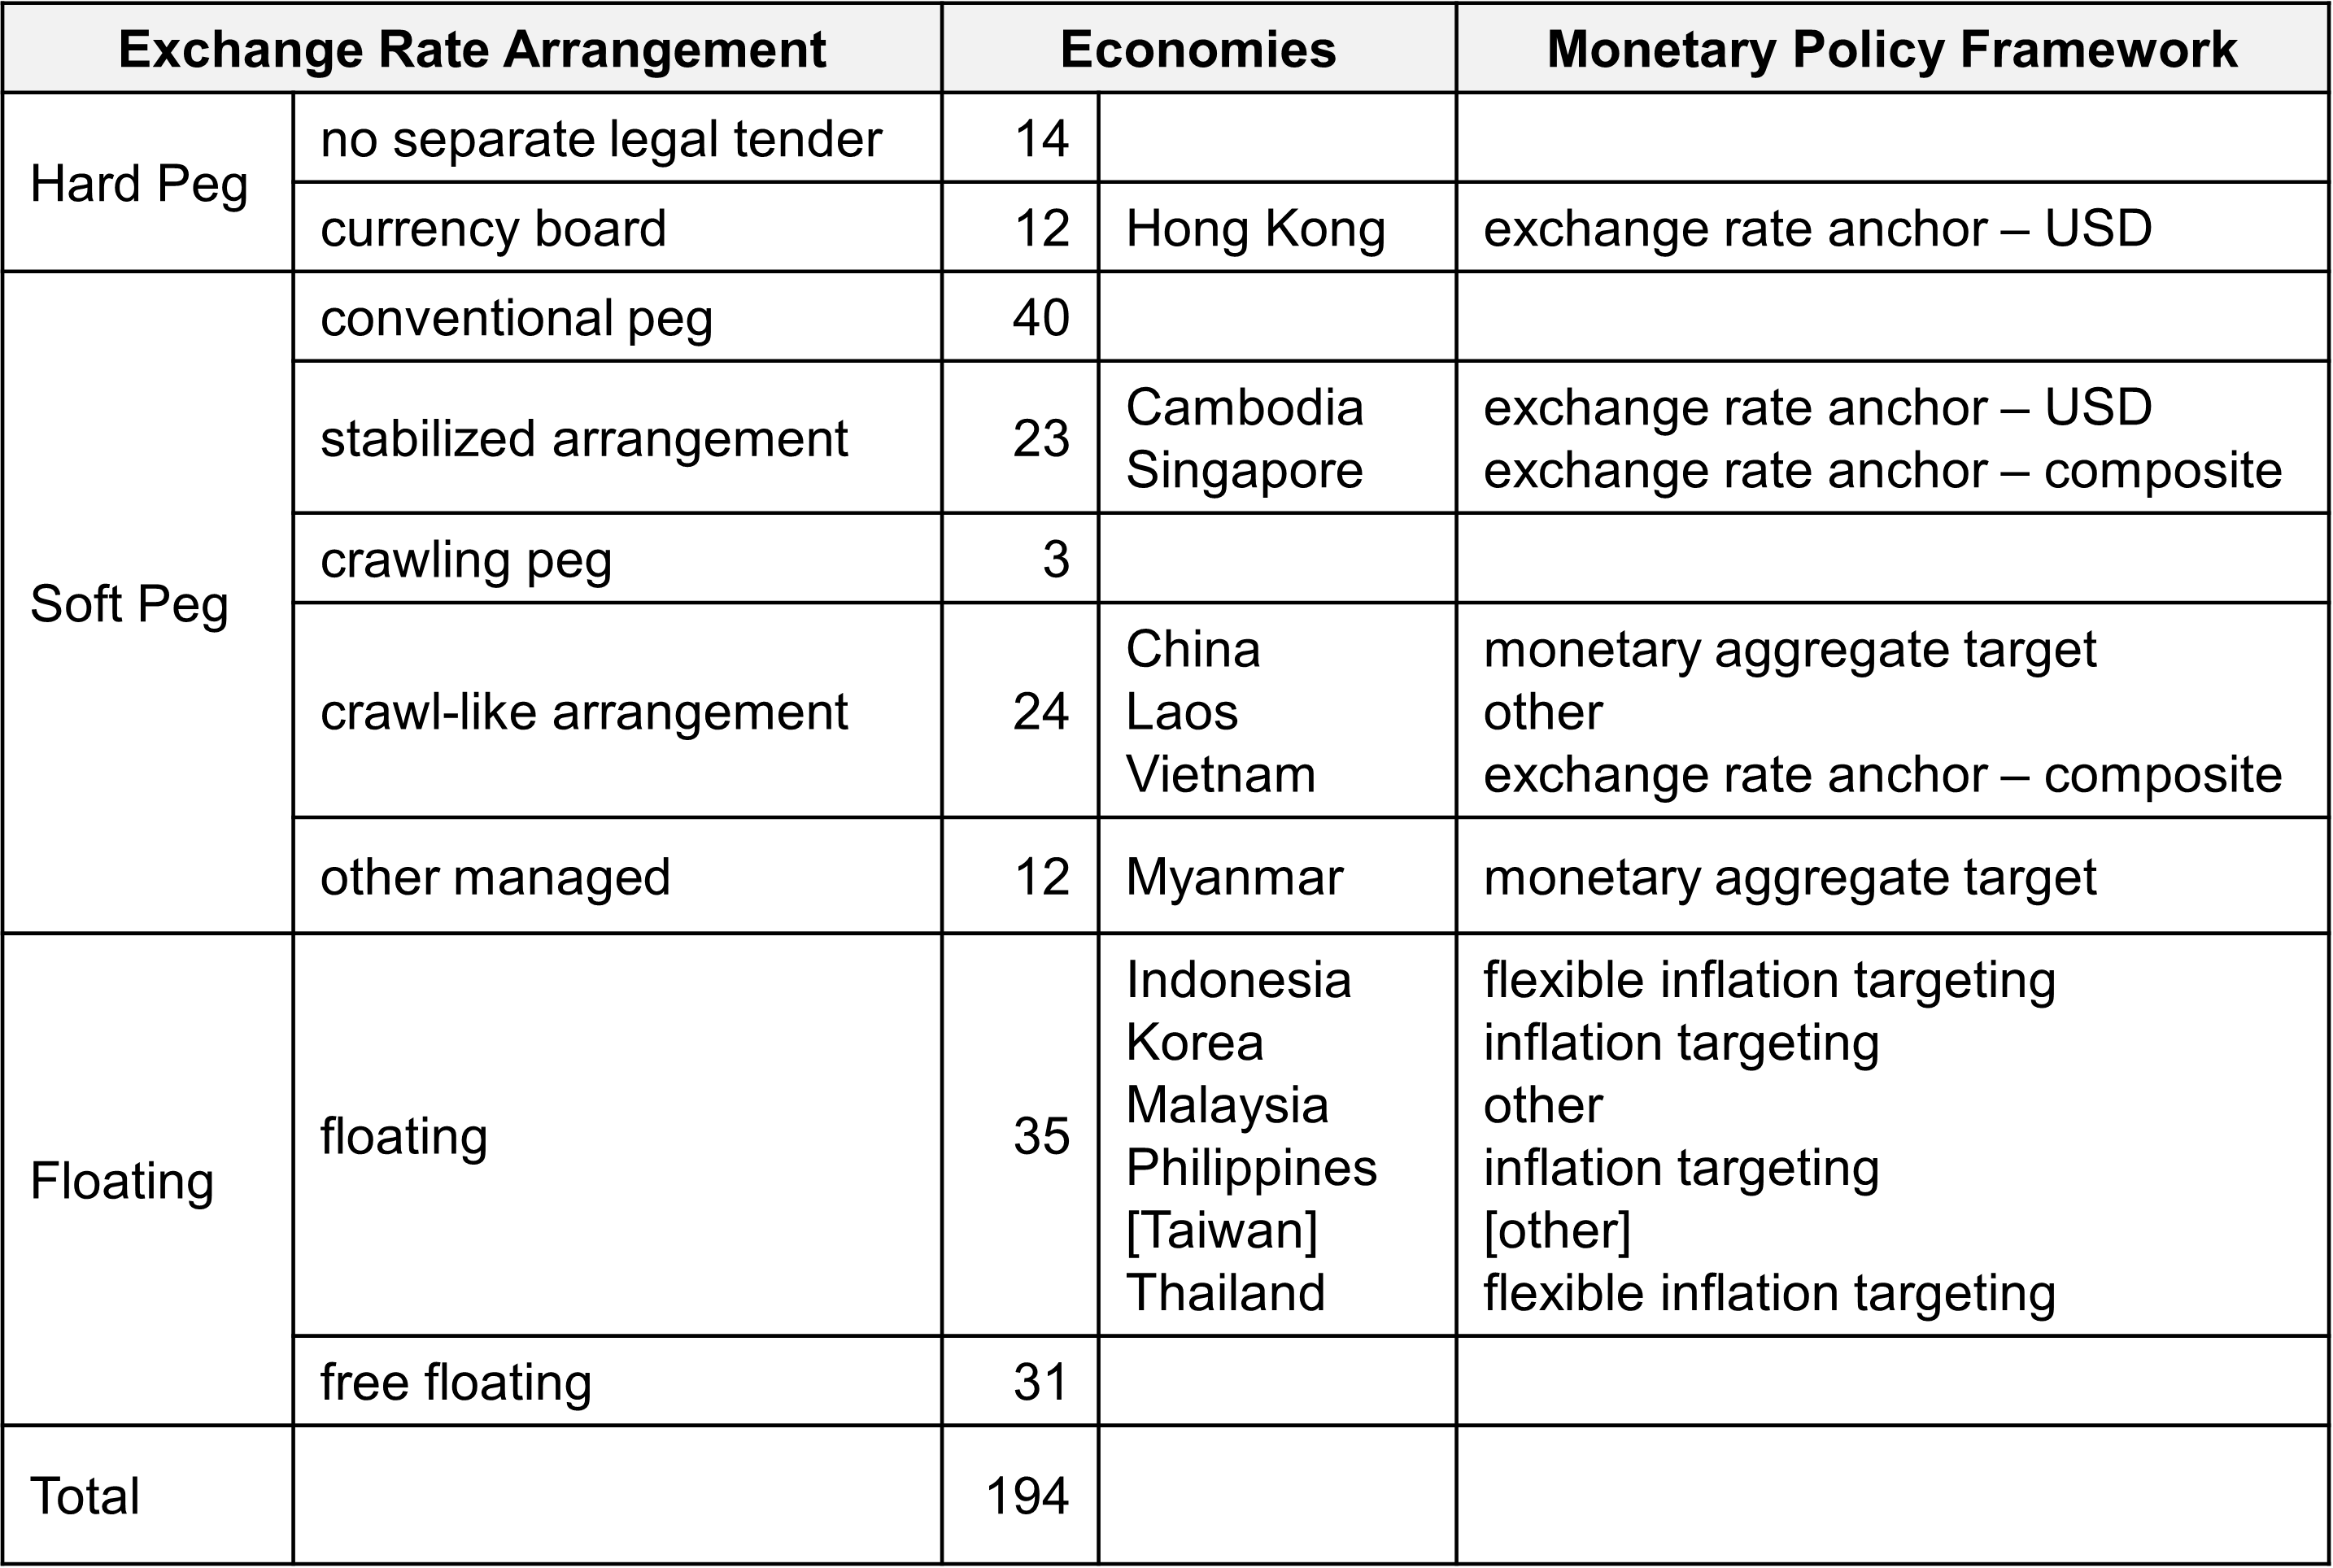 Exchange Rate Arrangement Economies Monetary Policy Framework
Hard Peg
no separate legal tender 14
currency board 12 Hong Kong exchange rate anchor – USD
Soft Peg
conventional peg 40
stabilized arrangement 23
Cambodia exchange rate anchor – USD
Singapore exchange rate anchor – composite
crawling peg 3
crawl-like arrangement 24
China monetary aggregate target
Laos other
Vietnam exchange rate anchor – composite
other managed 12 Myanmar monetary aggregate target
Floating
floating 35
Indonesia flexible inflation targeting
Korea inflation targeting
Malaysia other
Philippines inflation targeting
[Taiwan] [other]
Thailand flexible inflation targeting
free floating 31
Total 194